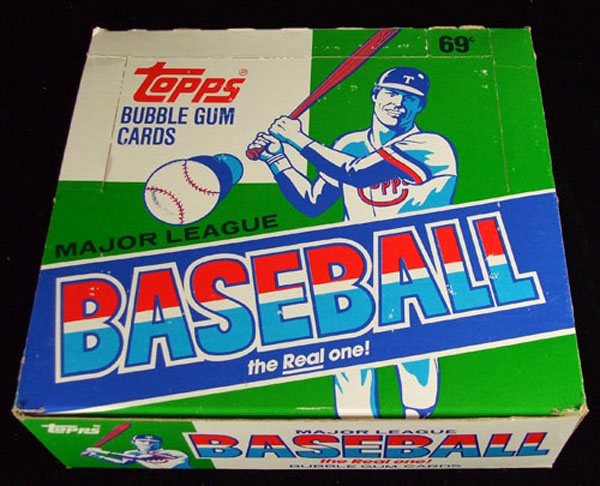 69¢
TOPPS®
BUBBLE GUM
CARDS
T
TOPPS
MAJOR LEAGUE
BASEBALL
the Real one!
TOPPS
MAJOR LEAGUE
BASEBALL
the Real one!
BUBBLE GUM CARDS